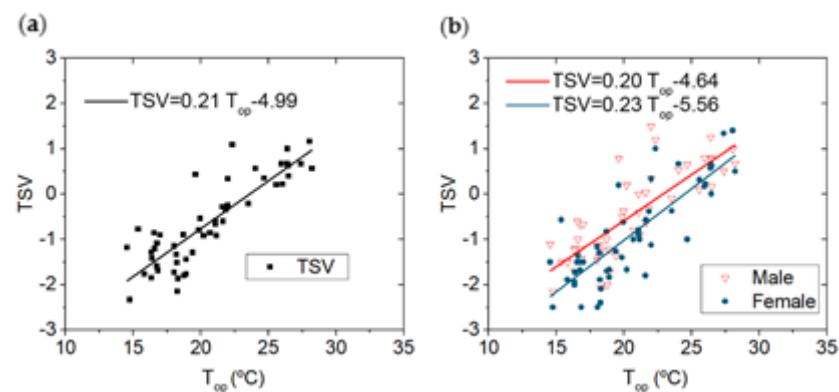 (a)
3
2
1
0
-1
-2
-3
TSV
TSV=0.21 Top-4.99
TSV
10 15 20 25 30 35
Top (ºC)
(b)
3
2
1
0
-1
-2
-3
TSV
TSV=0.20 Top-4.64
TSV=0.23 Top-5.56
Male
Female
10 15 20 25 30 35
Top (ºC)